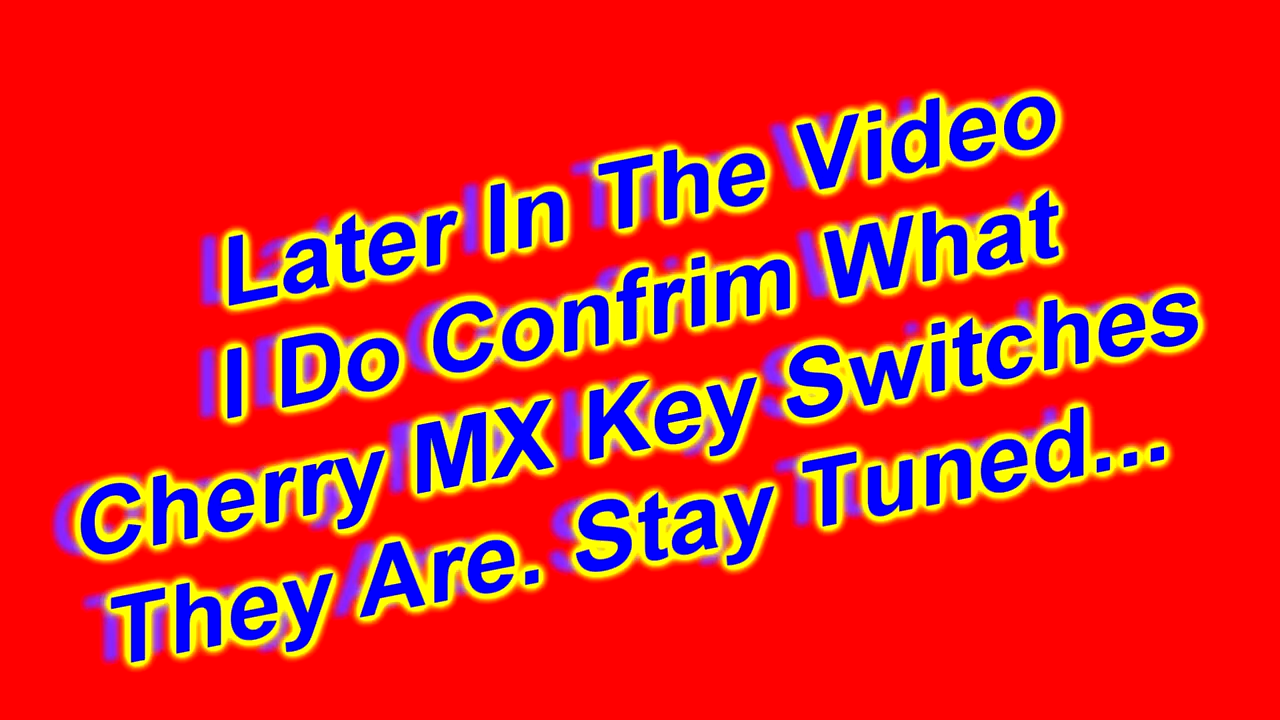 Later In The Video
I Do Confrim What
Cherry MX Key Switches
They Are. Stay Tuned...